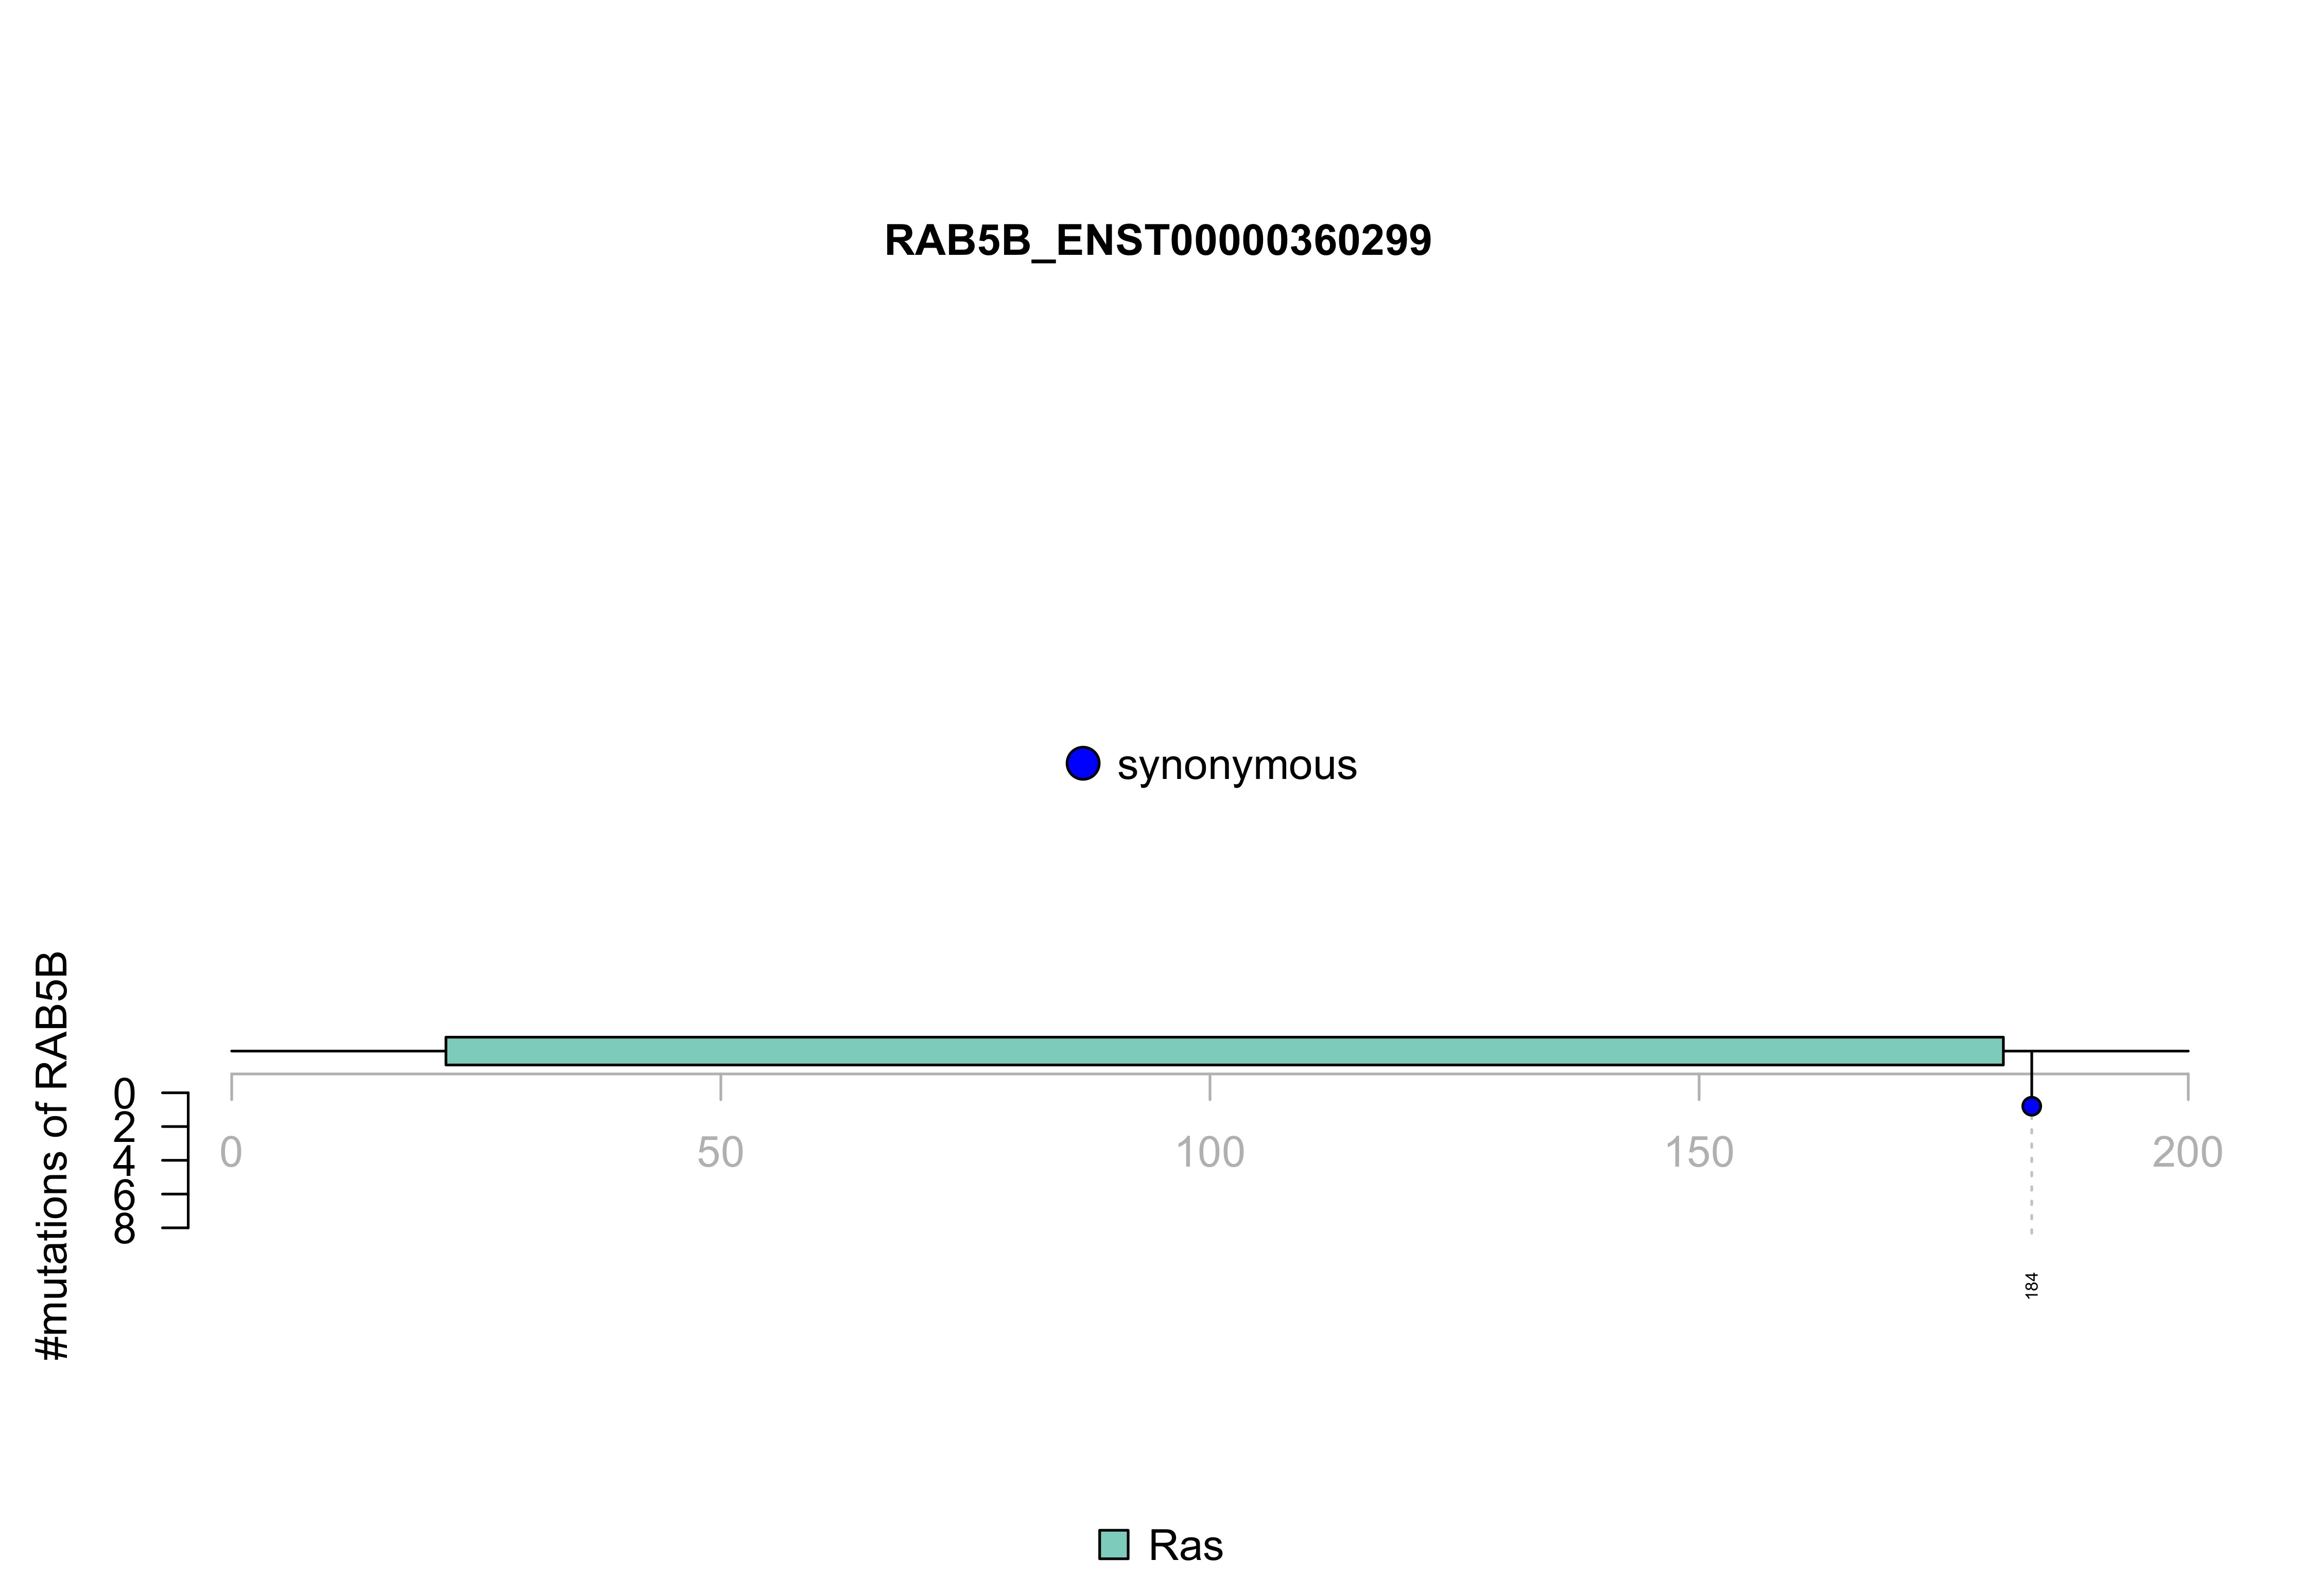 RAB5B_ENST00000360299
synonymous
#mutations of RAB5B
0
2
4
6
8
0 50 100 150 200
184
Ras